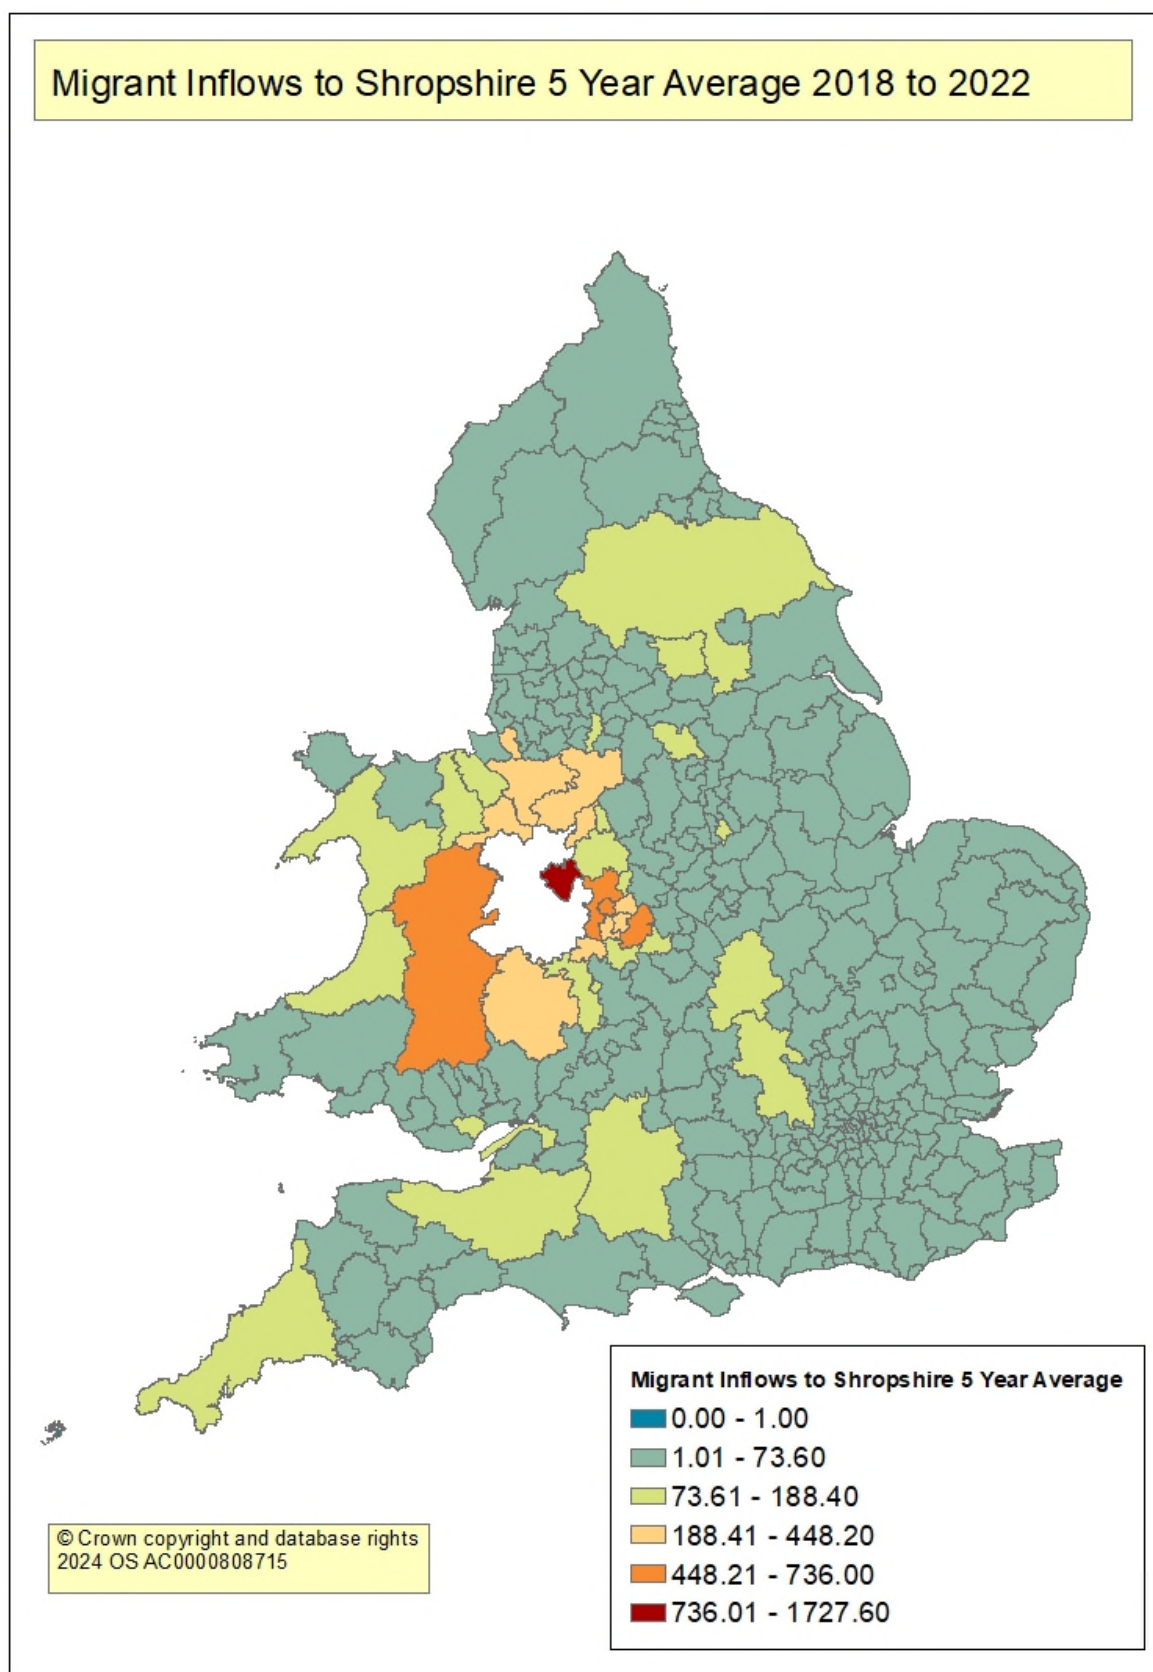 Migrant Inflows to Shropshire 5 Year Average 2018 to 2022
Migrant Inflows to Shropshire 5 Year Average
0.00 - 1.00
1.01 - 73.60
73.61 - 188.40
188.41 - 448.20
448.21 - 736.00
736.01 - 1727.60
© Crown copyright and database rights
2024 OS AC0000808715